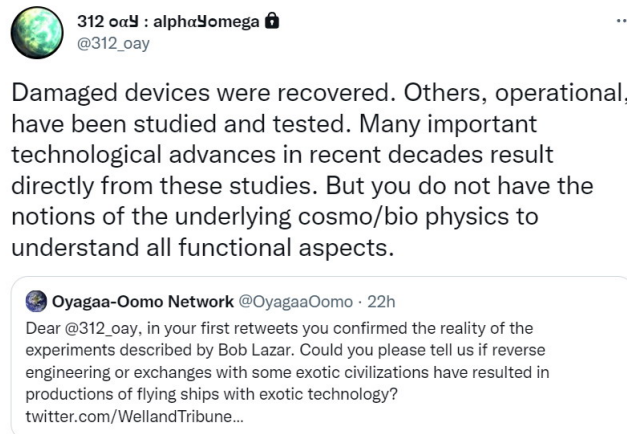 312 oαy : alphαyomega
@312_oay
Damaged devices were recovered. Others, operational,
have been studied and tested. Many important
technological advances in recent decades result
directly from these studies. But you do not have the
notions of the underlying cosmo/bio physics to
understand all functional aspects.
Oyagaa-Oomo Network @OyagaaOomo · 22h
Dear @312_oay, in your first retweets you confirmed the reality of the
experiments described by Bob Lazar. Could you please tell us if reverse
engineering or exchanges with some exotic civilizations have resulted in
productions of flying ships with exotic technology?
twitter.com/WellandTribune...